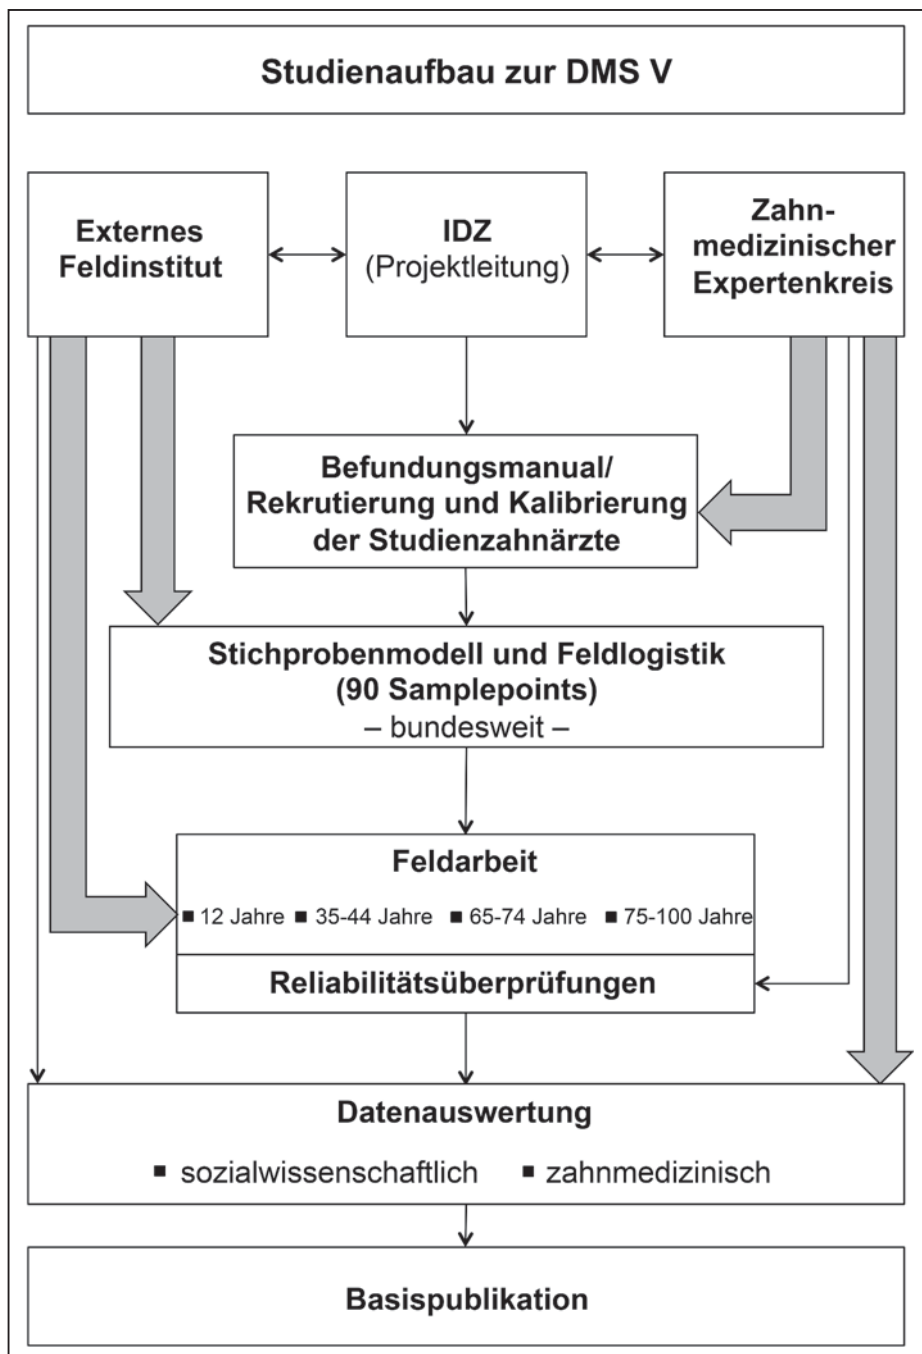 Studienaufbau zur DMS V
Externes
Feldinstitut
IDZ
(Projektleitung)
Zahn-
medizinischer
Expertenkreis
Befundungsmanual/
Rekrutierung und Kalibrierung
der Studienzahnärzte
Stichprobenmodell und Feldlogistik
(90 Samplepoints)
– bundesweit –
Feldarbeit
■ 12 Jahre ■ 35-44 Jahre ■ 65-74 Jahre ■ 75-100 Jahre
Reliabilitätsüberprüfungen
Datenauswertung
■ sozialwissenschaftlich ■ zahnmedizinisch
Basispublikation